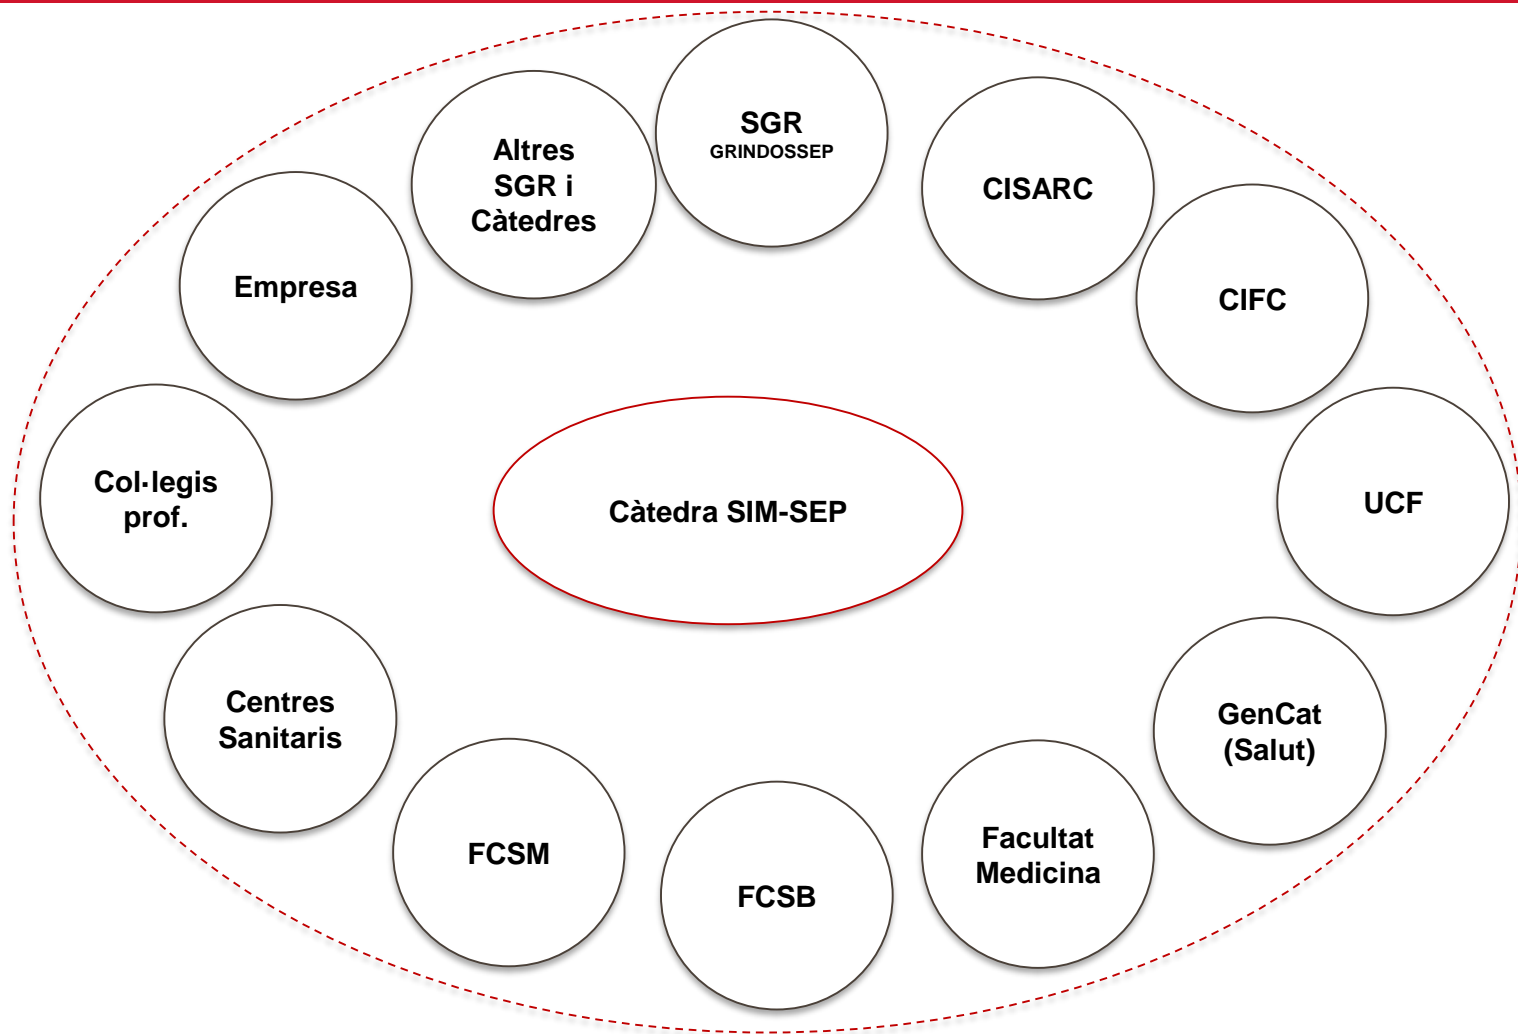 SGR
GRINDOSSEP
Altres
SGR i
Càtedres
CISARC
Empresa
CIFC
Col·legis
prof.
Càtedra SIM-SEP
UCF
Centres
Sanitaris
GenCat
(Salut)
FCSM
Facultat
Medicina
FCSB